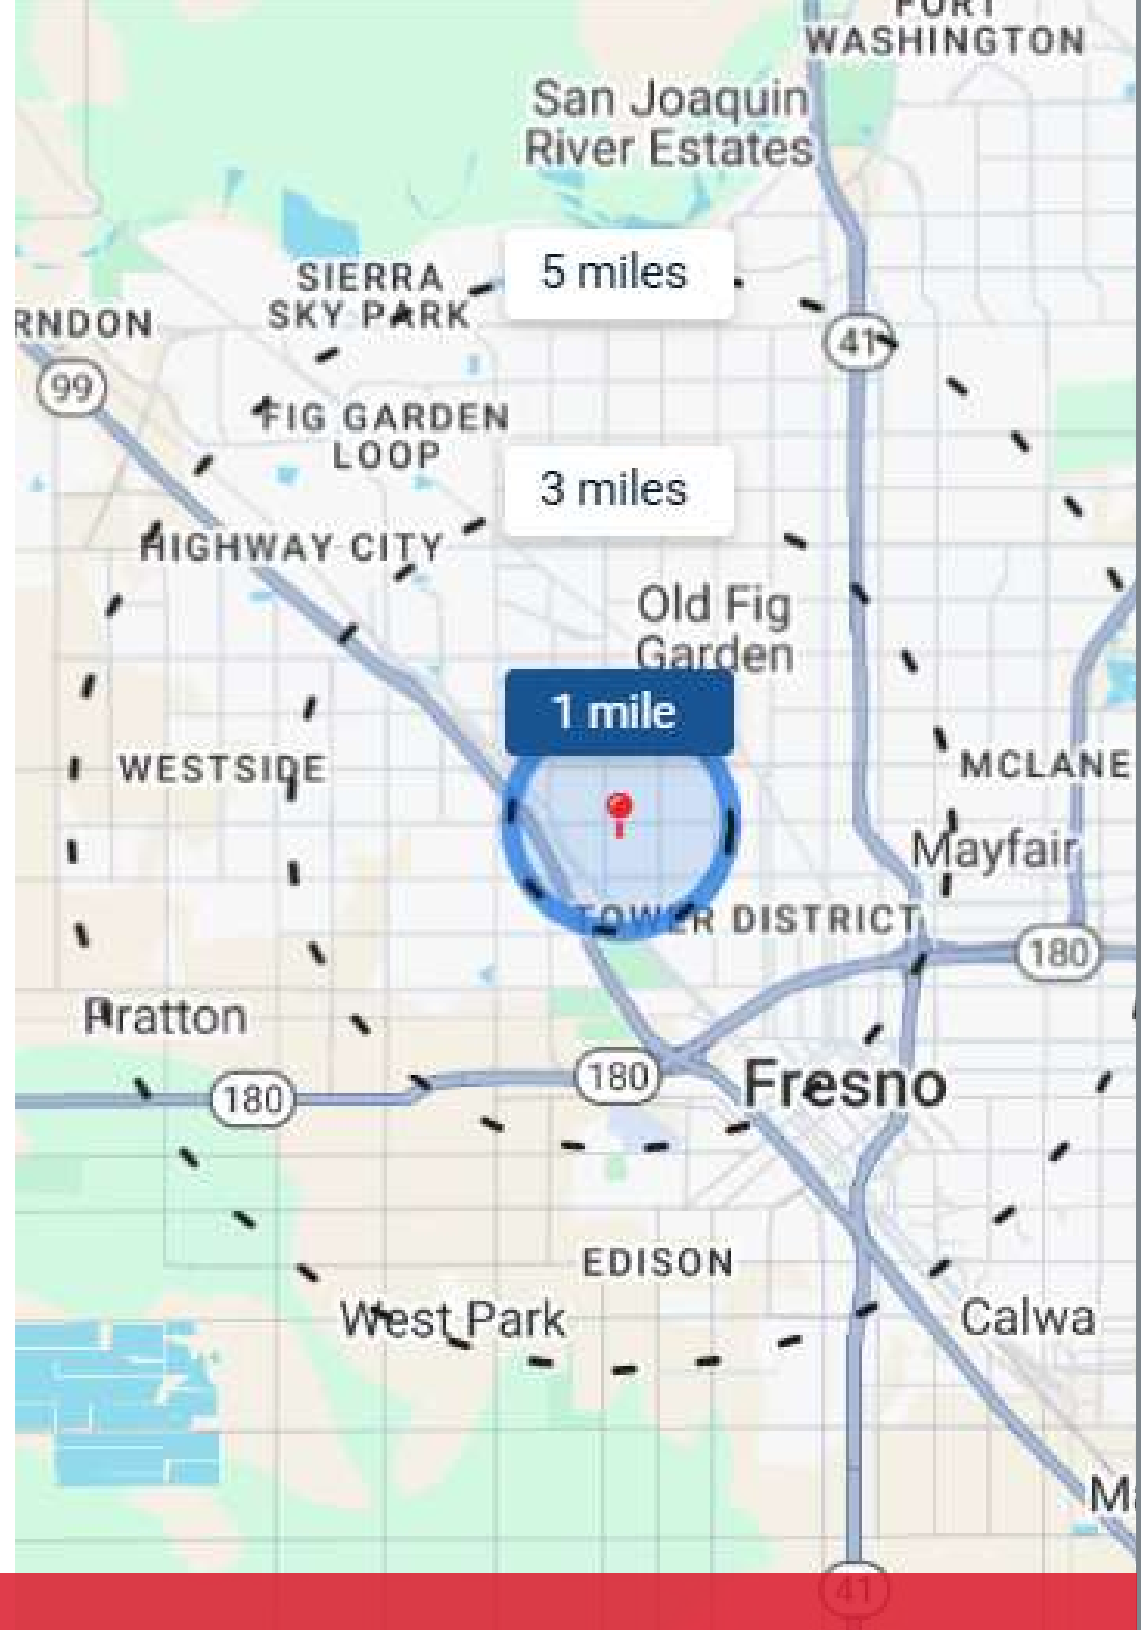 FORT
WASHINGTON
San Joaquin
River Estates
SIERRA
SKY PARK
5 miles
RNDON
41
99
FIG GARDEN
LOOP
3 miles
HIGHWAY CITY
Old Fig
Garden
1 mile
WESTSIDE
MCLANE
Mayfair
TOWER DISTRICT
180
Pratton
180
180
Fresno
EDISON
West Park
Calwa
Ma
41